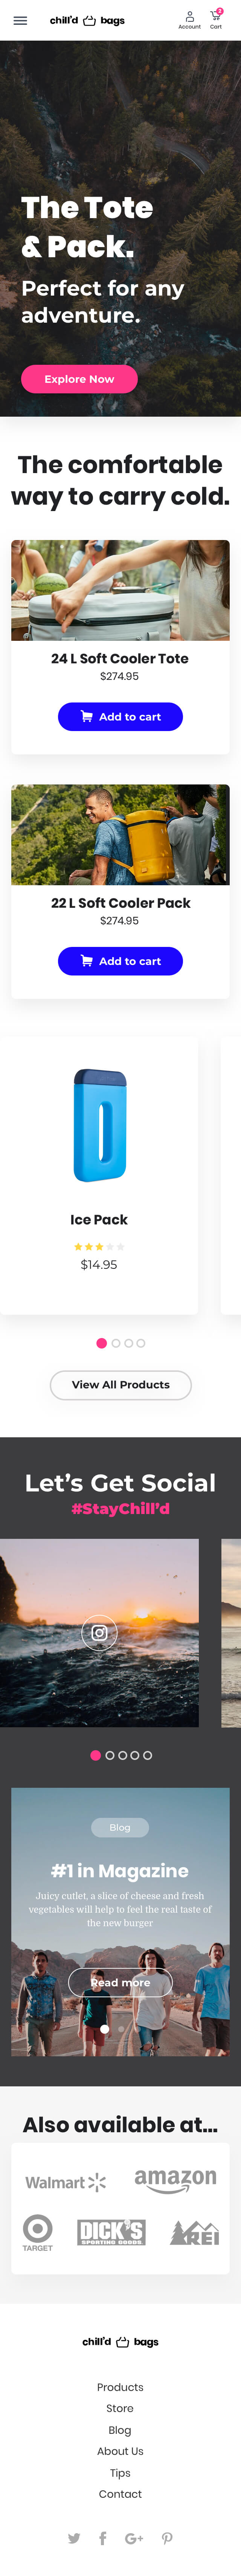 chill'd bags
Account
2
Cart
The Tote
& Pack.
Perfect for any
adventure.
Explore Now
The comfortable
way to carry cold.
24 L Soft Cooler Tote
$274.95
Add to cart
22 L Soft Cooler Pack
$274.95
Add to cart
Ice Pack
$14.95
View All Products
Let's Get Social
#StayChill'd
Blog
#1 in Magazine
Juicy cutlet, a slice of cheese and fresh
vegetables will help to feel the real taste of
the new burger
Read more
Also available at...
Walmart
amazon
TARGET
DICK'S
SPORTING GOODS
REI
chill'd bags
Products
Store
Blog
About Us
Tips
Contact
G+